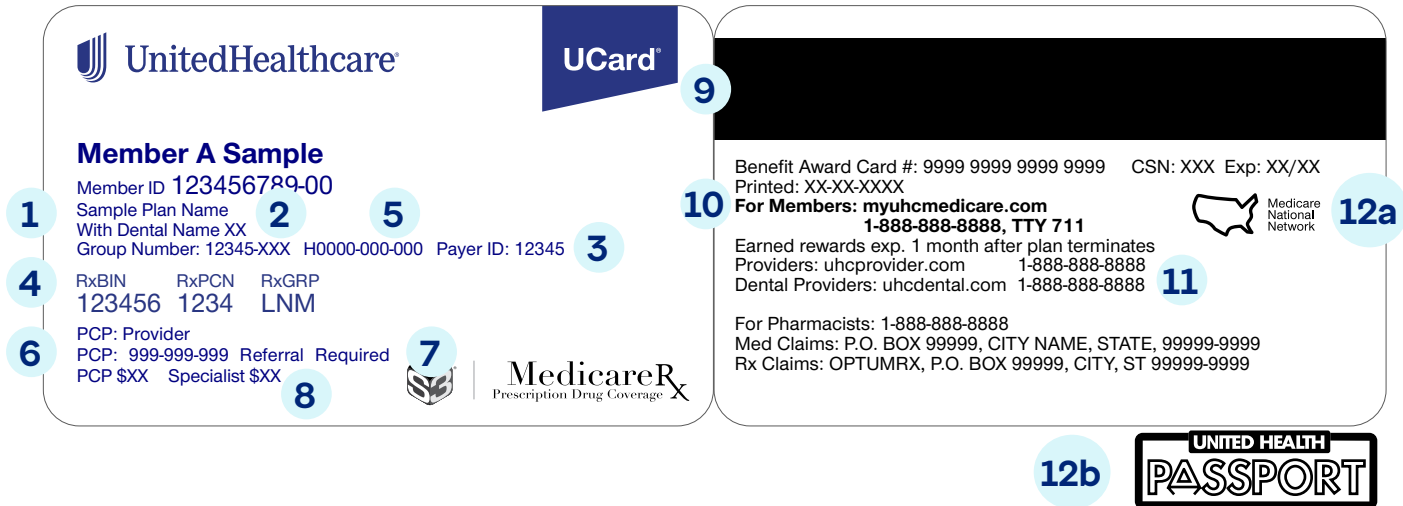 UnitedHealthcare®
UCard®
9
Member A Sample
Member ID 123456789-00
1
Sample Plan Name
2
5
With Dental Name XX
Group Number: 12345-XXX H0000-000-000 Payer ID: 12345
3
4
RxBIN RxPCN RxGRP
123456 1234 LNM
6
PCP: Provider
PCP: 999-999-999 Referral Required
7
PCP $XX Specialist $XX
8
S3®
MedicareRx
Prescription Drug Coverage
Benefit Award Card #: 9999 9999 9999 9999 CSN: XXX Exp: XX/XX
Printed: XX-XX-XXXX
10
For Members: myuhcmedicare.com
1-888-888-8888, TTY 711
Medicare
National
Network
12a
Earned rewards exp. 1 month after plan terminates
Providers: uhcprovider.com 1-888-888-8888
Dental Providers: uhcdental.com 1-888-888-8888
11
For Pharmacists: 1-888-888-8888
Med Claims: P.O. BOX 99999, CITY NAME, STATE, 99999-9999
Rx Claims: OPTUMRX, P.O. BOX 99999, CITY, ST 99999-9999
12b
UNITED HEALTH
PASSPORT